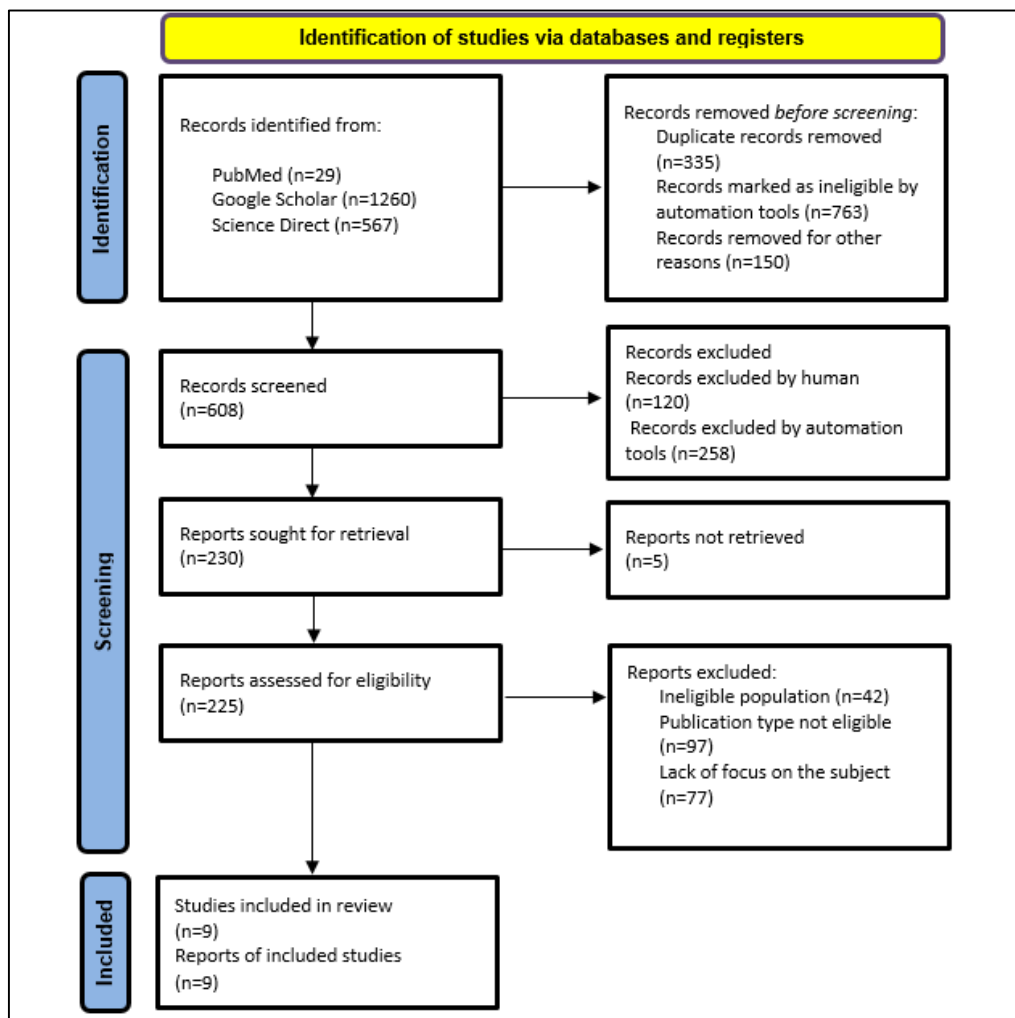 Identification of studies via databases and registers
Identification
Records identified from:
PubMed (n=29)
Google Scholar (n=1260)
Science Direct (n=567)
Records removed before screening:
Duplicate records removed
(n=335)
Records marked as ineligible by
automation tools (n=763)
Records removed for other
reasons (n=150)
Screening
Records screened
(n=608)
Records excluded
Records excluded by human
(n=120)
Records excluded by automation
tools (n=258)
Reports sought for retrieval
(n=230)
Reports not retrieved
(n=5)
Reports assessed for eligibility
(n=225)
Reports excluded:
Ineligible population (n=42)
Publication type not eligible
(n=97)
Lack of focus on the subject
(n=77)
Included
Studies included in review
(n=9)
Reports of included studies
(n=9)